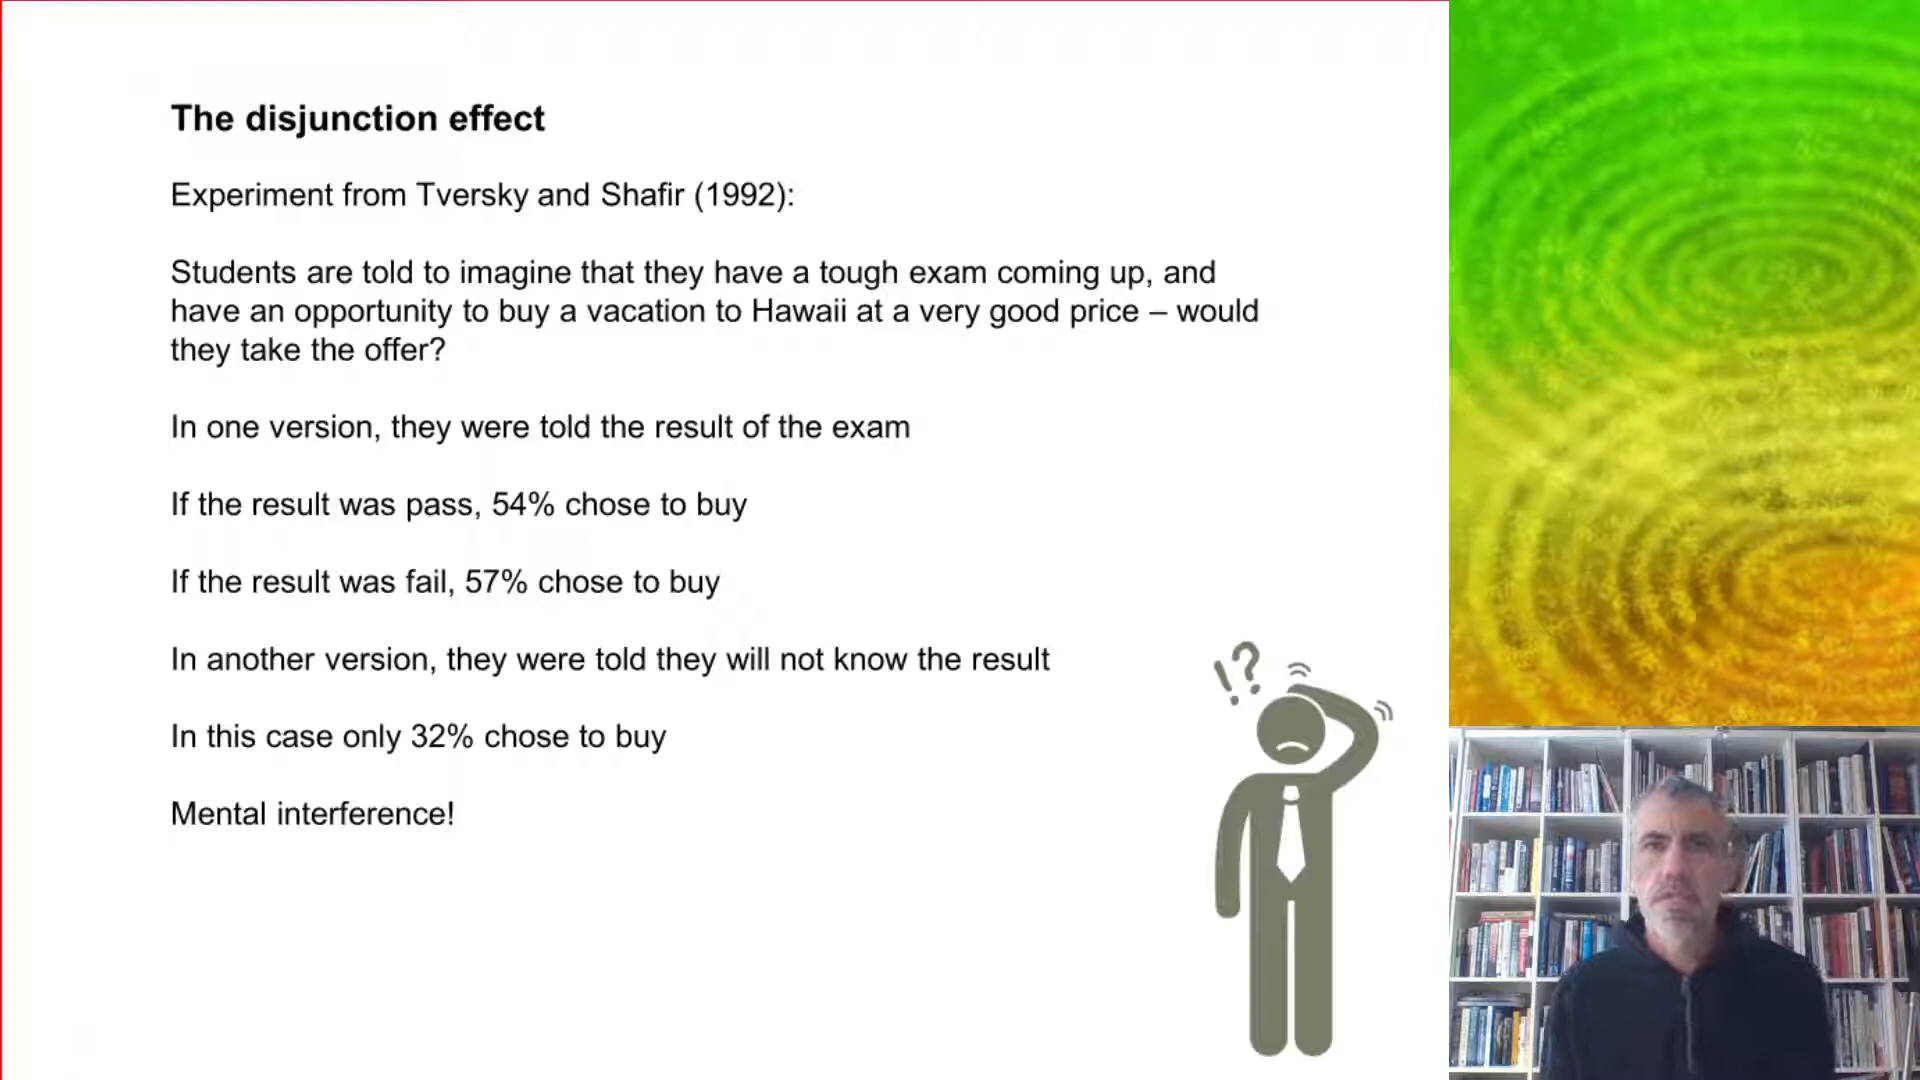 The disjunction effect
Experiment from Tversky and Shafir (1992):
Students are told to imagine that they have a tough exam coming up, and
have an opportunity to buy a vacation to Hawaii at a very good price – would
they take the offer?
In one version, they were told the result of the exam
If the result was pass, 54% chose to buy
If the result was fail, 57% chose to buy
In another version, they were told they will not know the result
In this case only 32% chose to buy
Mental interference!
!?